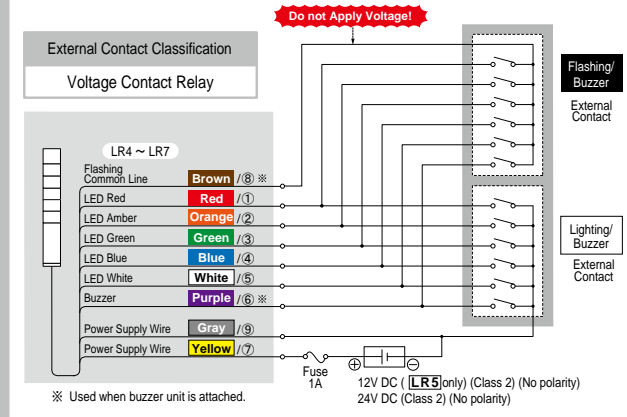 Do not Apply Voltage!
External Contact Classification
Voltage Contact Relay
Flashing/
Buzzer
External
Contact
LR4 ~ LR7
Flashing
Common Line Brown /⑧ ※
LED Red Red /①
LED Amber Orange /②
LED Green Green /③
LED Blue Blue /④
LED White White /⑤
Buzzer Purple /⑥ ※
Lighting/
Buzzer
External
Contact
Power Supply Wire Gray /⑨
Power Supply Wire Yellow /⑦
Fuse
1A
⊕ ⊖
12V DC ( LR5 only) (Class 2) (No polarity)
24V DC (Class 2) (No polarity)
※ Used when buzzer unit is attached.